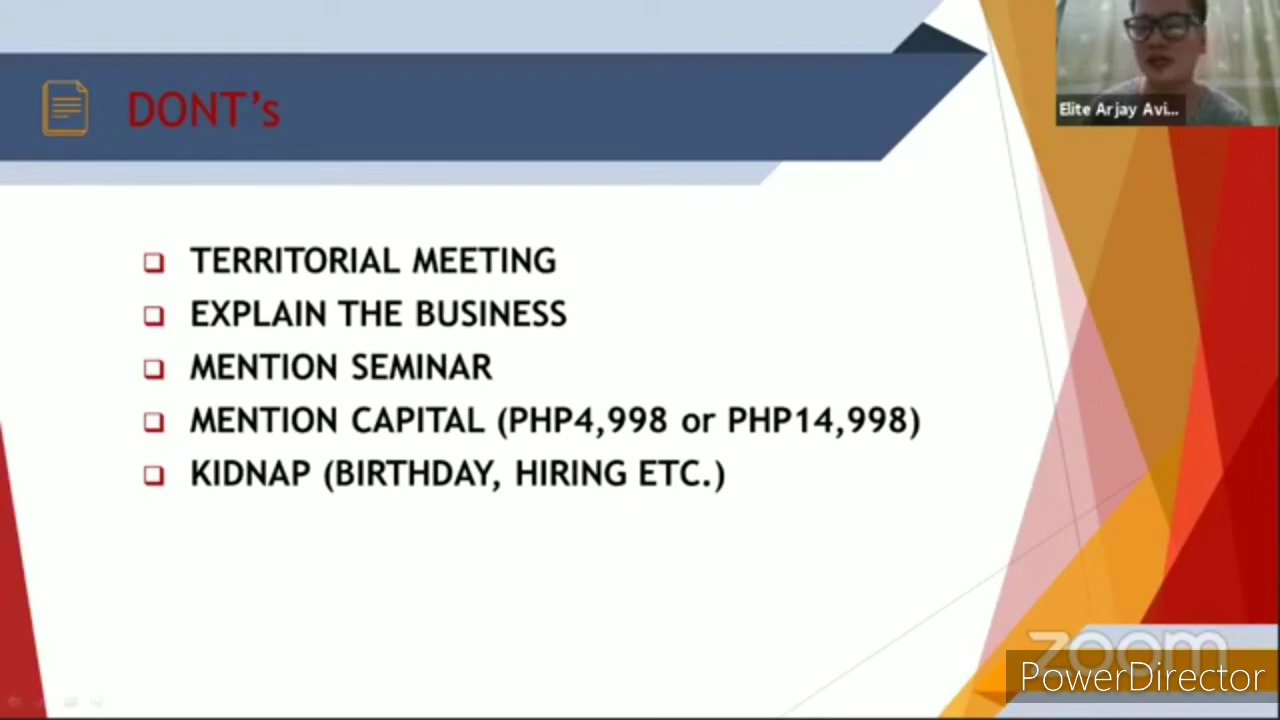 DONT's
Elite Arjay Avi...
TERRITORIAL MEETING
EXPLAIN THE BUSINESS
MENTION SEMINAR
MENTION CAPITAL (PHP4,998 or PHP14,998)
KIDNAP (BIRTHDAY, HIRING ETC.)
zoom
PowerDirector